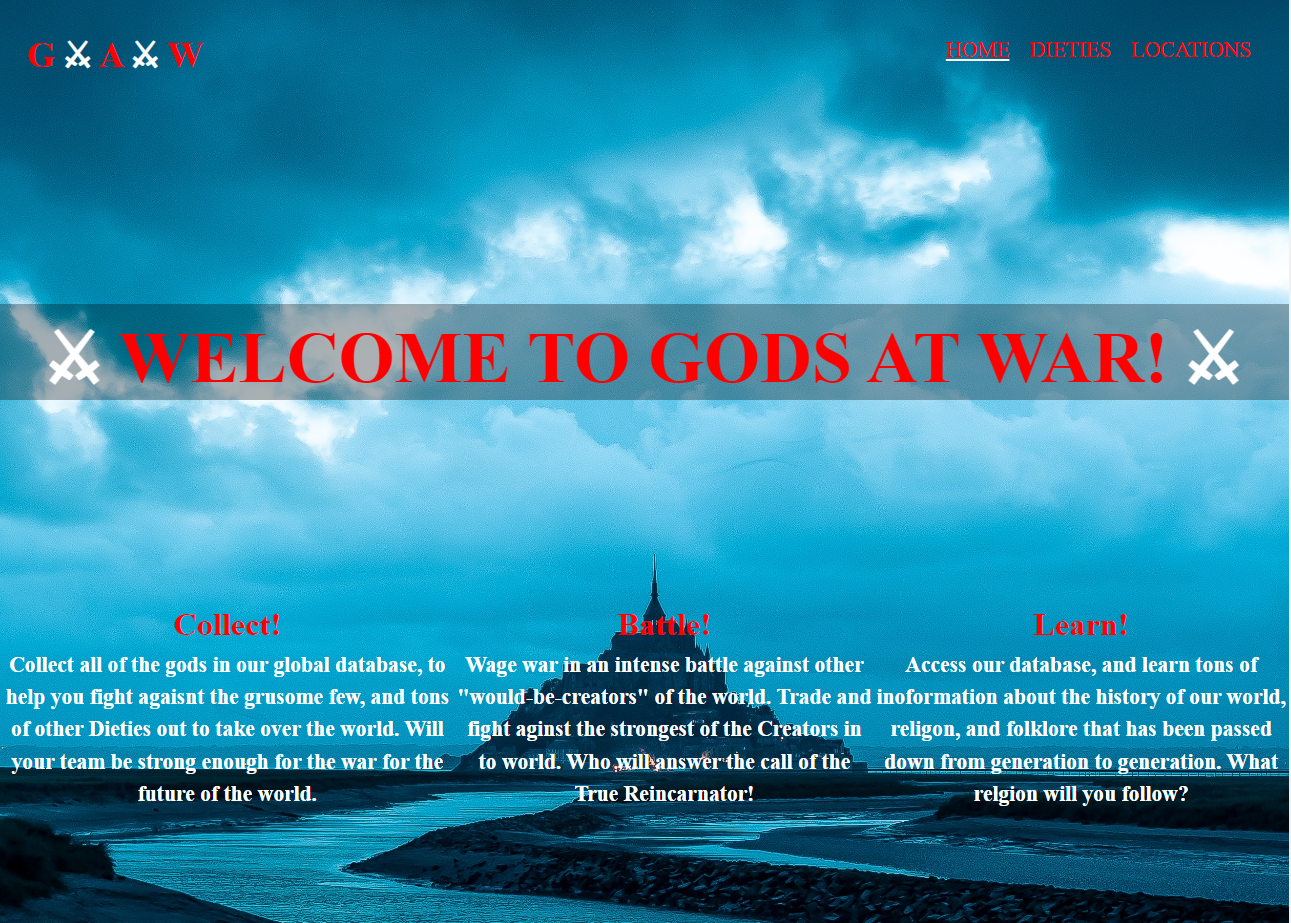 G ⚔ A ⚔ W
HOME DIETIES LOCATIONS
⚔ WELCOME TO GODS AT WAR! ⚔
Collect!
Collect all of the gods in our global database, to
help you fight agaisnt the grusome few, and tons
of other Dieties out to take over the world. Will
your team be strong enough for the war for the
future of the world.
Battle!
Wage war in an intense battle against other
"would-be-creators" of the world. Trade and
fight aginst the strongest of the Creators in
to world. Who will answer the call of the
True Reincarnator!
Learn!
Access our database, and learn tons of
inoformation about the history of our world,
religon, and folklore that has been passed
down from generation to generation. What
relgion will you follow?